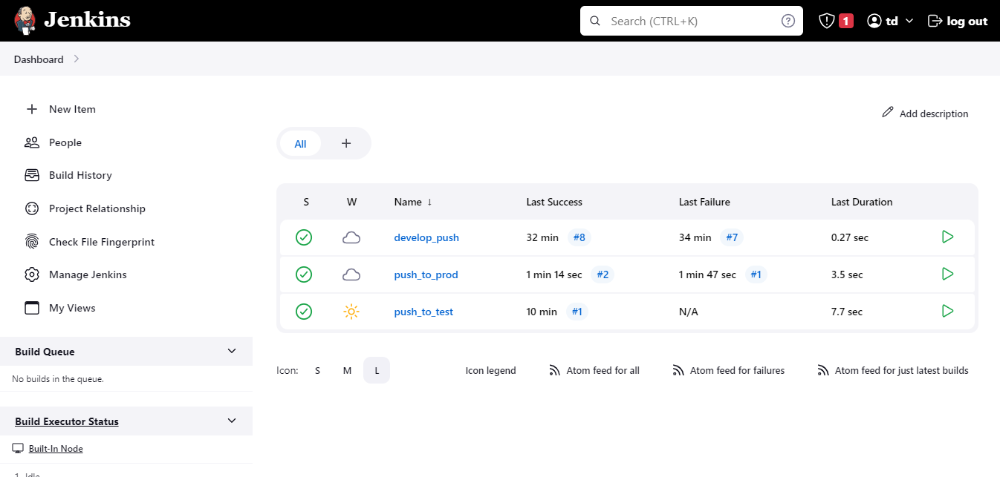 Jenkins
Search (CTRL+K)
1
td
log out
Dashboard
New Item
People
Build History
Project Relationship
Check File Fingerprint
Manage Jenkins
My Views
Build Queue
No builds in the queue.
Build Executor Status
Built-In Node
1 Idle
Add description
All
S W Name ↓ Last Success Last Failure Last Duration
develop_push 32 min #8 34 min #7 0.27 sec
push_to_prod 1 min 14 sec #2 1 min 47 sec #1 3.5 sec
push_to_test 10 min #1 N/A 7.7 sec
Icon: S M L Icon legend Atom feed for all Atom feed for failures Atom feed for just latest builds